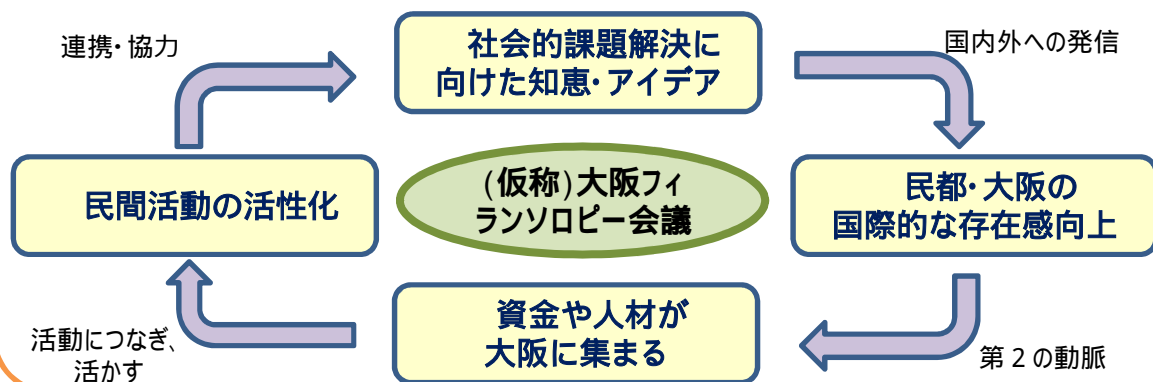 連携・協力
社会的課題解決に
向けた知恵・アイデア
国内外への発信
民間活動の活性化
(仮称)大阪フィ
ランソロピー会議
民都・大阪の
国際的な存在感向上
活動につなぎ、
活かす
資金や人材が
大阪に集まる
第2の動脈